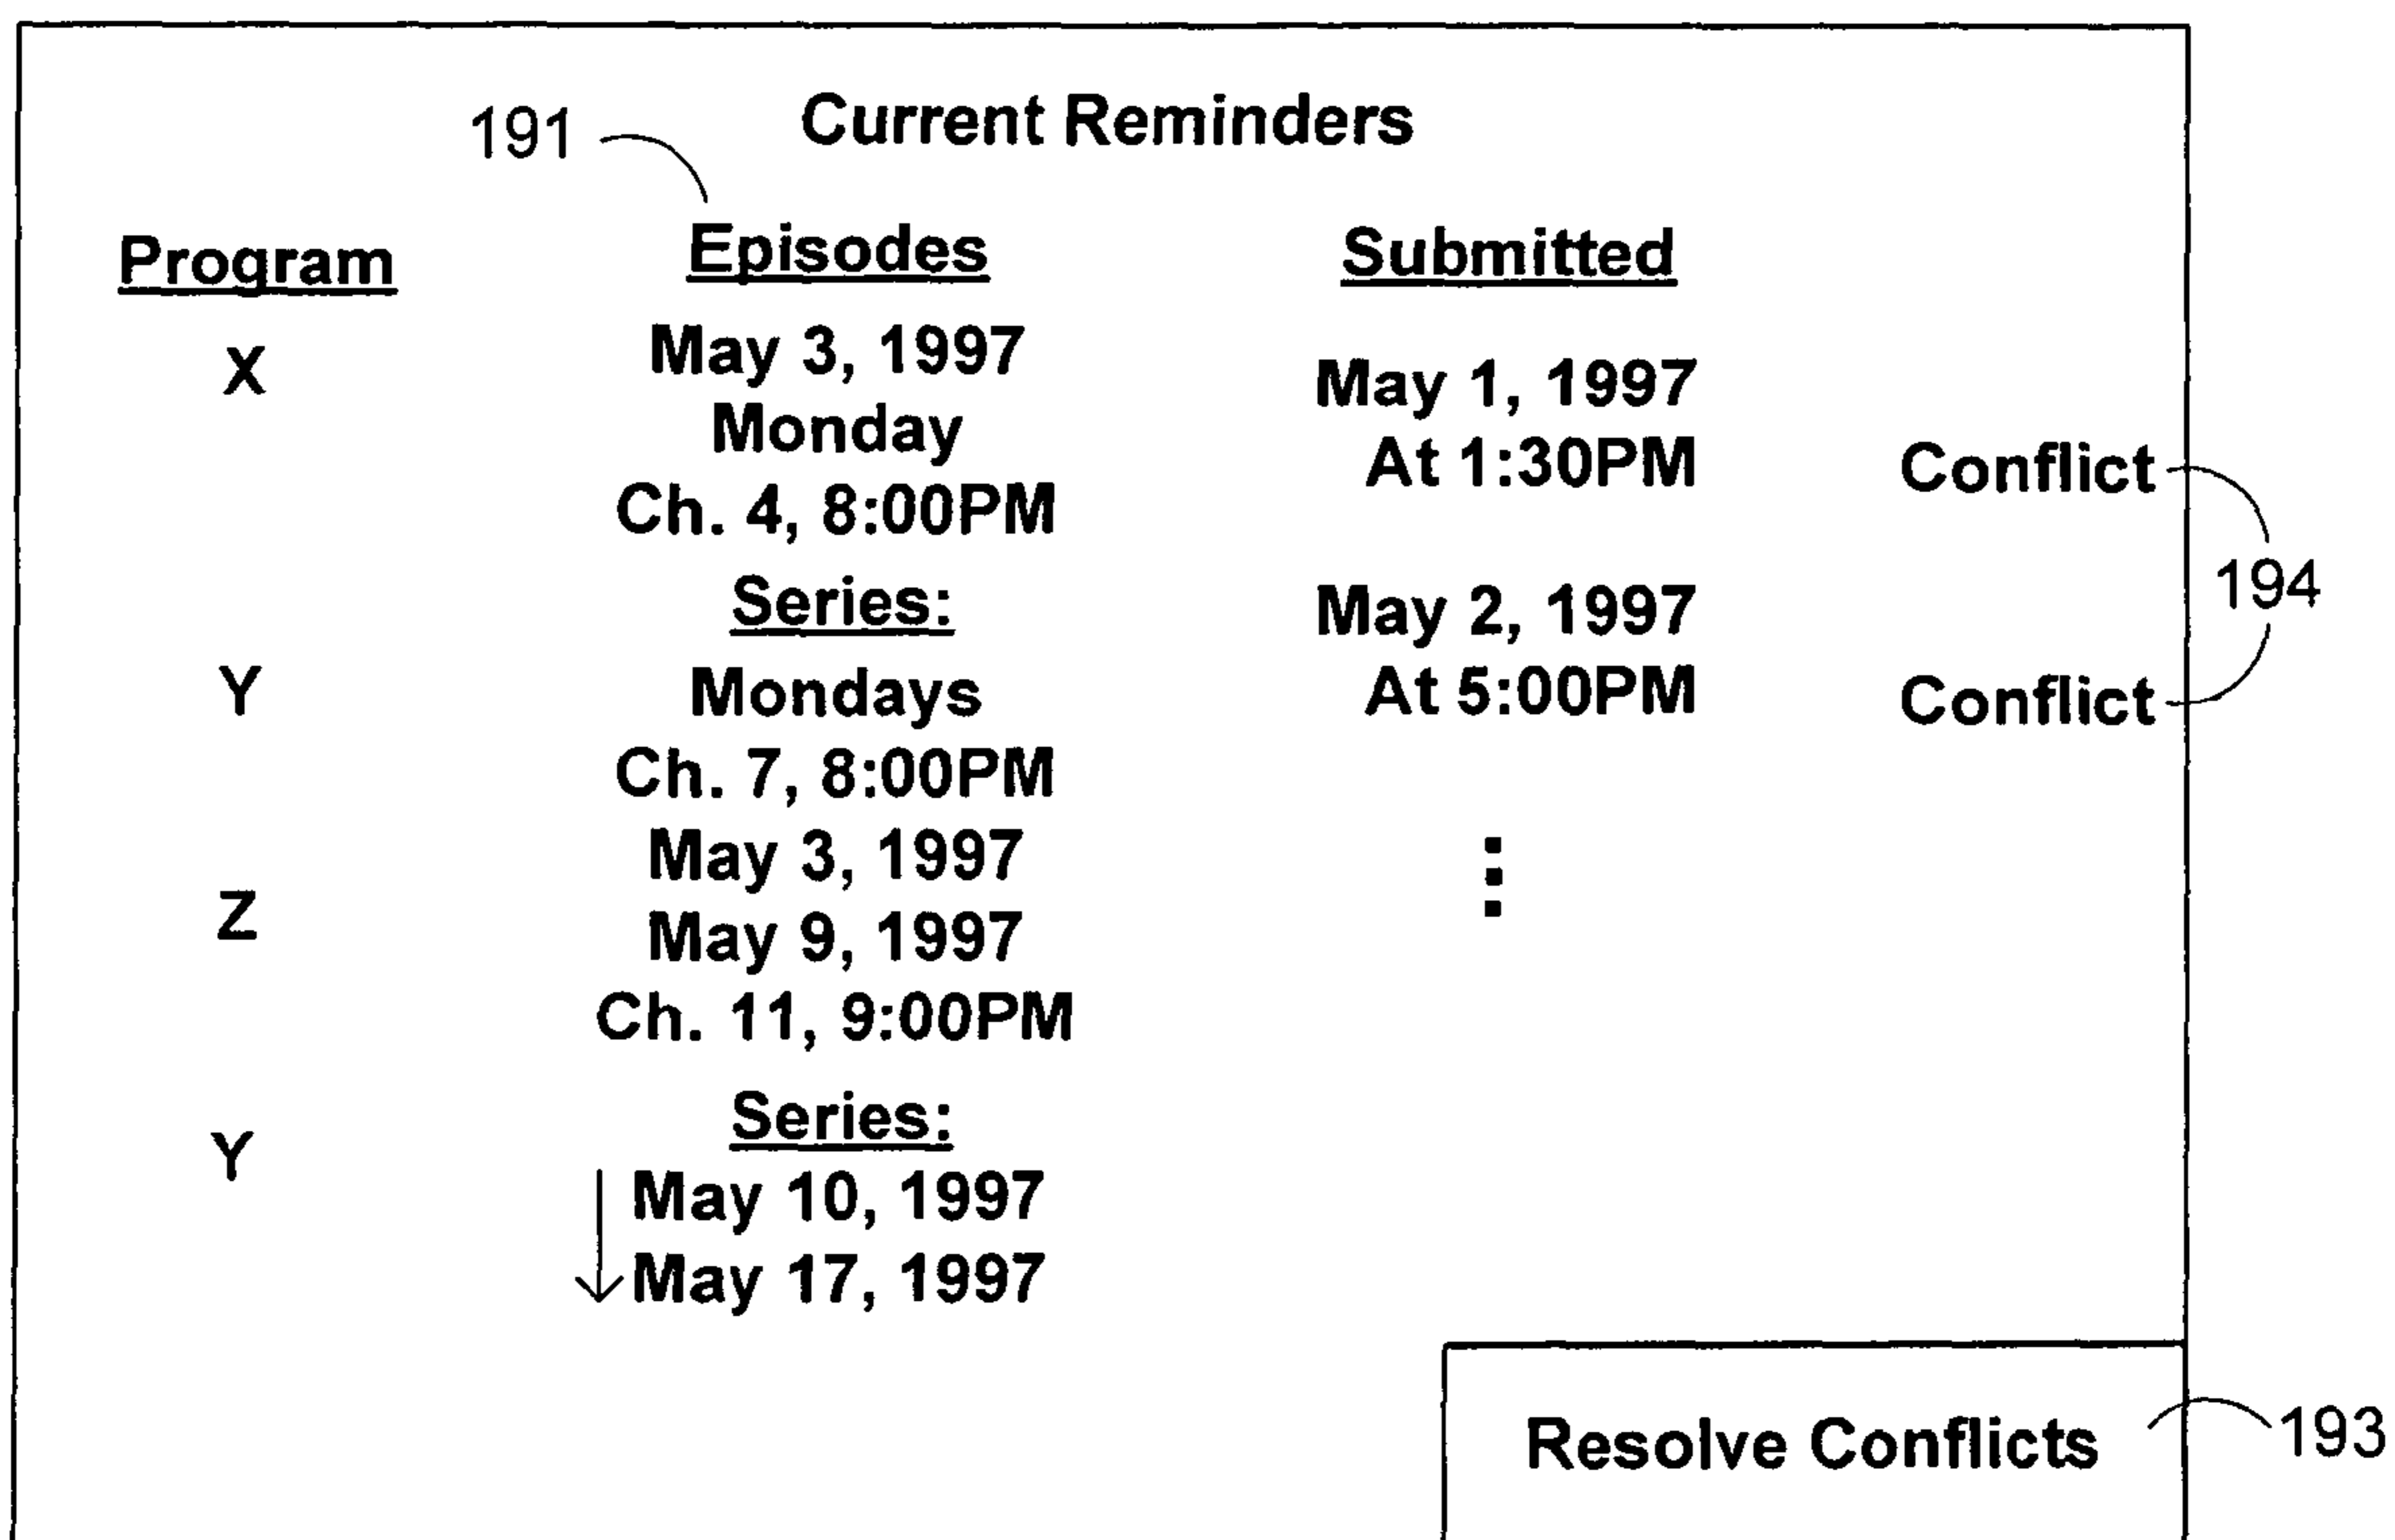 191
Current Reminders
Program Episodes Submitted
X
May 3, 1997
Monday
Ch. 4, 8:00PM
May 1, 1997
At 1:30PM
Conflict
194
Y
Series:
Mondays
Ch. 7, 8:00PM
May 2, 1997
At 5:00PM
Conflict
Z
May 3, 1997
May 9, 1997
Ch. 11, 9:00PM
Y
Series:
May 10, 1997
May 17, 1997
Resolve Conflicts
193